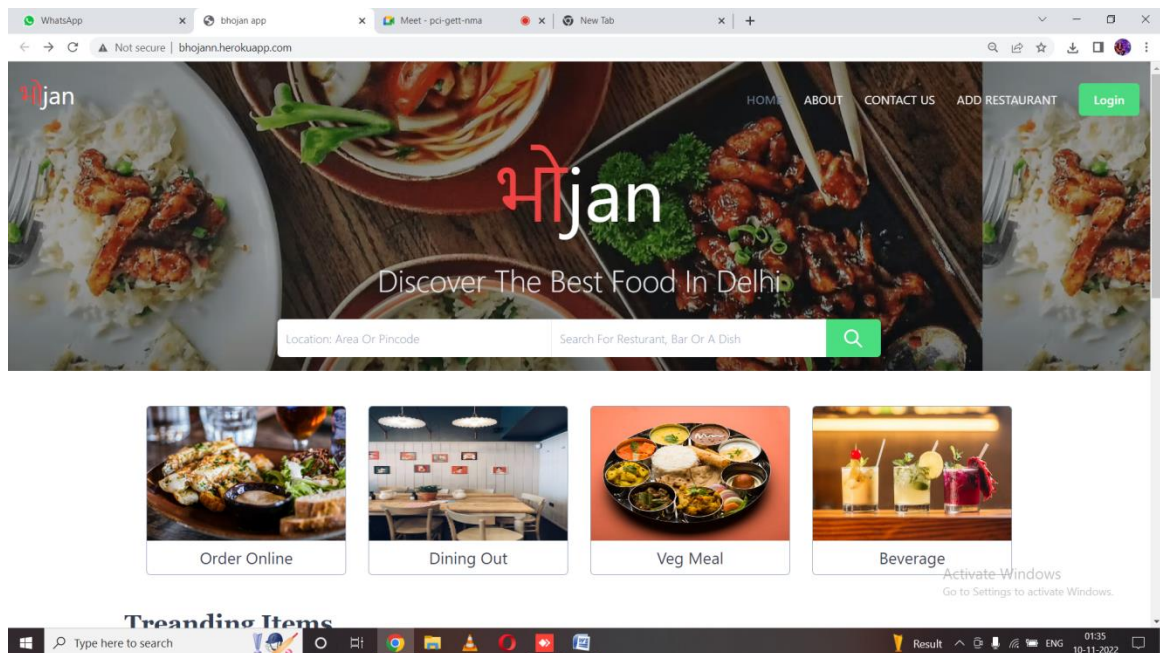 WhatsApp
bhojan app
Meet - pci-gett-nma
New Tab
Not secure | bhojann.herokuapp.com
भोjan
HOME ABOUT CONTACT US ADD RESTAURANT Login
भोjan
Discover The Best Food In Delhi
Location: Area Or Pincode
Search For Resturant, Bar Or A Dish
Order Online
Dining Out
Veg Meal
Beverage
Activate Windows
Go to Settings to activate Windows.
Treanding Items
Type here to search
Result
ENG
01:35
10-11-2022